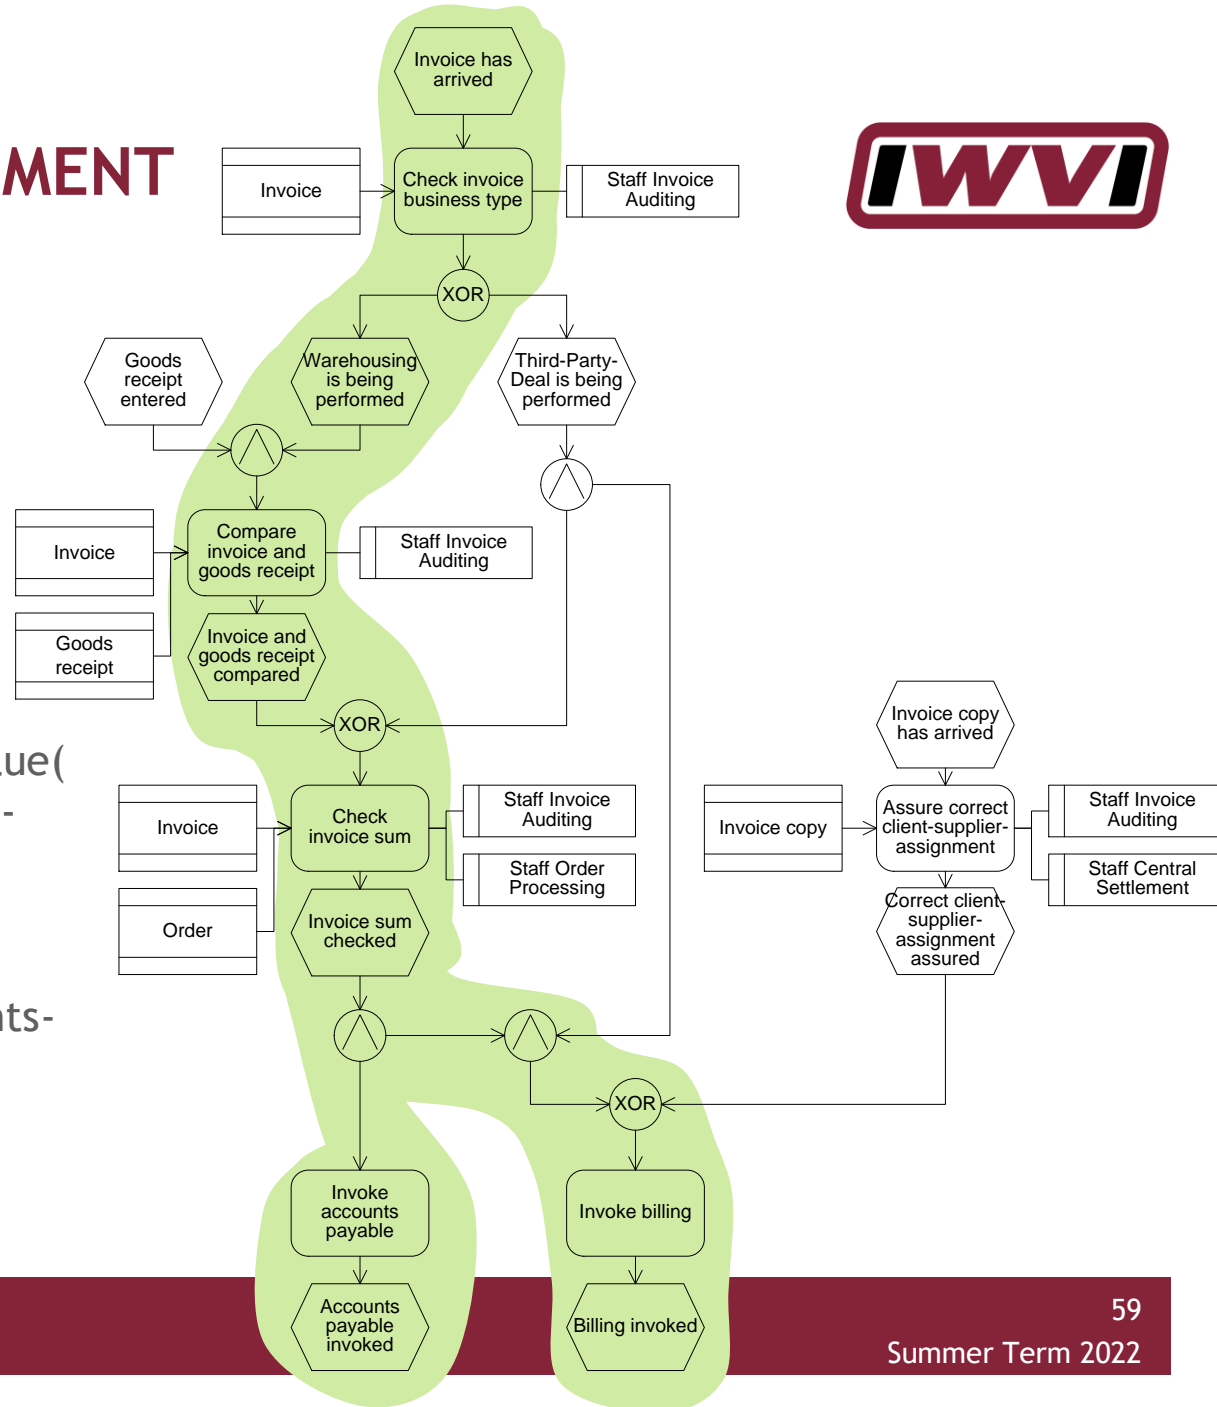 Invoice has
arrived
MENT
Invoice
Check invoice
business type
Staff Invoice
Auditing
IWVI
XOR
Goods
receipt
entered
Warehousing
is being
performed
Third-Party-
Deal is being
performed
Invoice
Compare
invoice and
goods receipt
Staff Invoice
Auditing
Goods
receipt
Invoice and
goods receipt
compared
XOR
Invoice copy
has arrived
ue(
-
Invoice
Check
invoice sum
Staff Invoice
Auditing
Staff Order
Processing
Invoice copy
Assure correct
client-supplier-
assignment
Staff Invoice
Auditing
Staff Central
Settlement
Order
Invoice sum
checked
Correct client-
supplier-
assignment
assured
ts-
XOR
Invoke
accounts
payable
Invoke billing
Accounts
payable
invoked
Billing invoked
59
Summer Term 2022